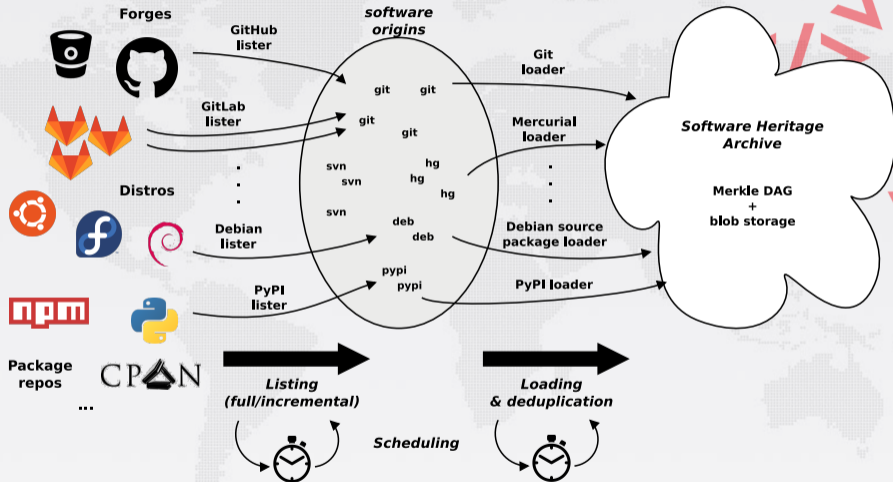 Forges
GitHub
lister
GitLab
lister
.
.
.
Distros
Debian
lister
PyPI
lister
npm
Package
repos
CPAN
...
software
origins
git
git
git
git
svn
svn
svn
hg
hg
hg
deb
deb
pypi
pypi
Git
loader
Mercurial
loader
.
.
.
Debian source
package loader
PyPI loader
Software Heritage
Archive
Merkle DAG
+
blob storage
Listing
(full/incremental)
Loading
& deduplication
Scheduling